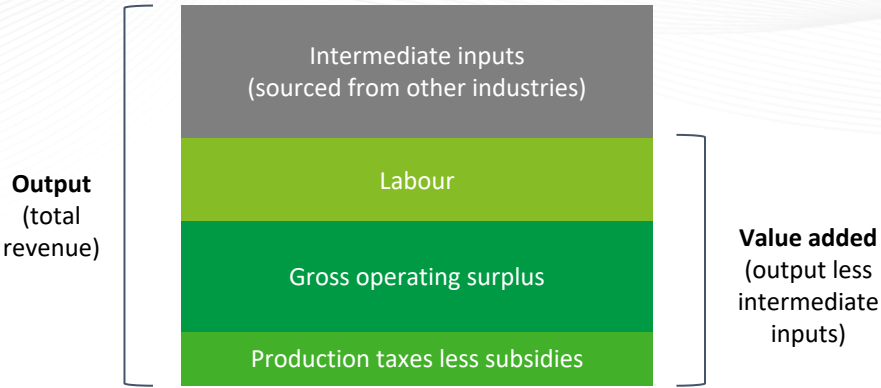 Intermediate inputs
(sourced from other industries)
Labour
Gross operating surplus
Production taxes less subsidies
Output
(total
revenue)
Value added
(output less
intermediate
inputs)